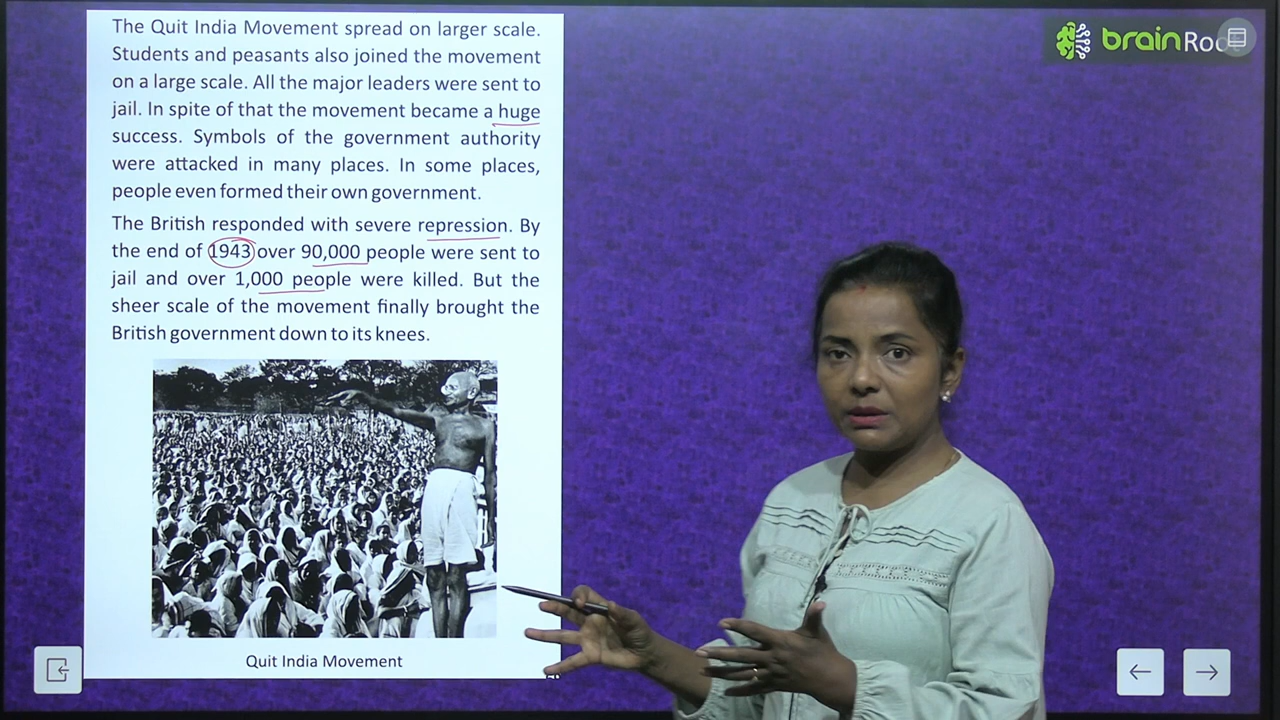 The Quit India Movement spread on larger scale.
Students and peasants also joined the movement
on a large scale. All the major leaders were sent to
jail. In spite of that the movement became a huge
success. Symbols of the government authority
were attacked in many places. In some places,
people even formed their own government.
The British responded with severe repression. By
the end of 1943 over 90,000 people were sent to
jail and over 1,000 people were killed. But the
sheer scale of the movement finally brought the
British government down to its knees.
Quit India Movement
brain